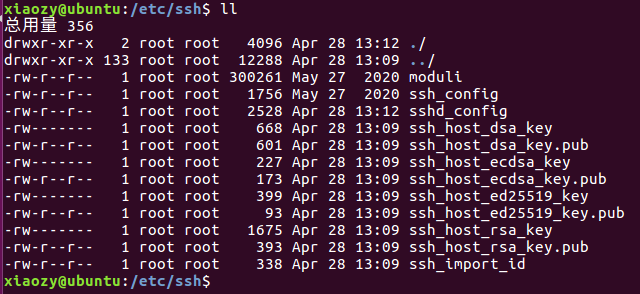 xiaozy@ubuntu:/etc/ssh$ ll
总用量 356
drwxr-xr-x   2 root root   4096 Apr 28 13:12 ./
drwxr-xr-x 133 root root  12288 Apr 28 13:09 ../
-rw-r--r--   1 root root 300261 May 27  2020 moduli
-rw-r--r--   1 root root   1756 May 27  2020 ssh_config
-rw-r--r--   1 root root   2528 Apr 28 13:12 sshd_config
-rw-------   1 root root    668 Apr 28 13:09 ssh_host_dsa_key
-rw-r--r--   1 root root    601 Apr 28 13:09 ssh_host_dsa_key.pub
-rw-------   1 root root    227 Apr 28 13:09 ssh_host_ecdsa_key
-rw-r--r--   1 root root    173 Apr 28 13:09 ssh_host_ecdsa_key.pub
-rw-------   1 root root    399 Apr 28 13:09 ssh_host_ed25519_key
-rw-r--r--   1 root root     93 Apr 28 13:09 ssh_host_ed25519_key.pub
-rw-------   1 root root   1675 Apr 28 13:09 ssh_host_rsa_key
-rw-r--r--   1 root root    393 Apr 28 13:09 ssh_host_rsa_key.pub
-rw-r--r--   1 root root    338 Apr 28 13:09 ssh_import_id
xiaozy@ubuntu:/etc/ssh$